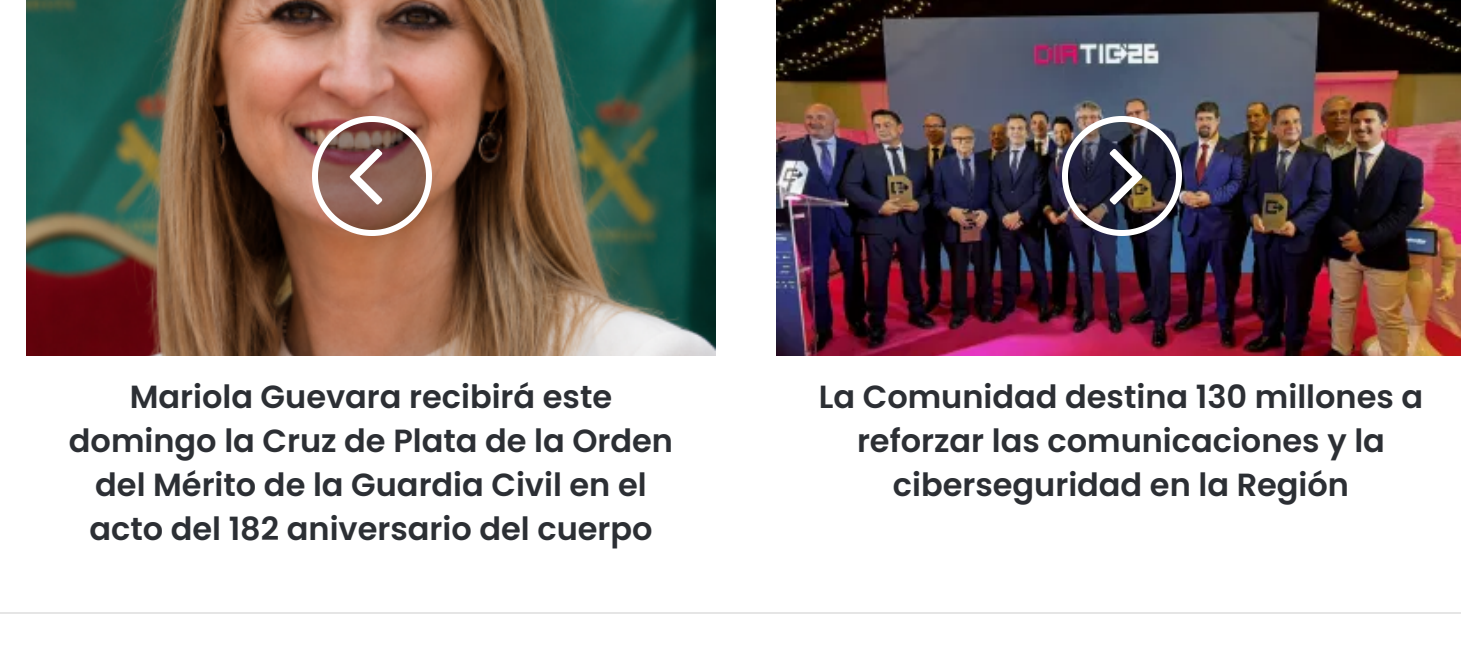 DIRTIC26
Mariola Guevara recibirá este
domingo la Cruz de Plata de la Orden
del Mérito de la Guardia Civil en el
acto del 182 aniversario del cuerpo
La Comunidad destina 130 millones a
reforzar las comunicaciones y la
ciberseguridad en la Región